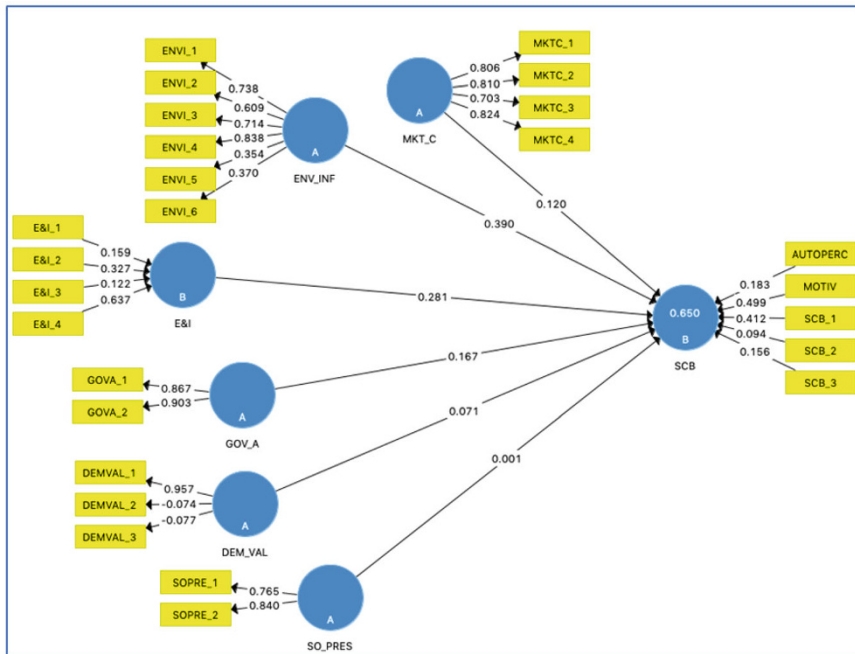 ENVI_1
ENVI_2
ENVI_3
ENVI_4
ENVI_5
ENVI_6
0.738
0.609
0.714
0.838
0.354
0.370
A
ENV_INF
MKTC_1
MKTC_2
MKTC_3
MKTC_4
0.806
0.810
0.703
0.824
A
MKT_C
0.120
0.390
E&I_1
E&I_2
E&I_3
E&I_4
0.159
0.327
0.122
0.637
B
E&I
0.281
0.650
B
SCB
AUTOPERC
MOTIV
SCB_1
SCB_2
SCB_3
0.183
0.499
0.412
0.094
0.156
GOVA_1
GOVA_2
0.867
0.903
A
GOV_A
0.167
DEMVAL_1
DEMVAL_2
DEMVAL_3
0.957
-0.074
-0.077
A
DEM_VAL
0.071
SOPRE_1
SOPRE_2
0.765
0.840
A
SO_PRES
0.001